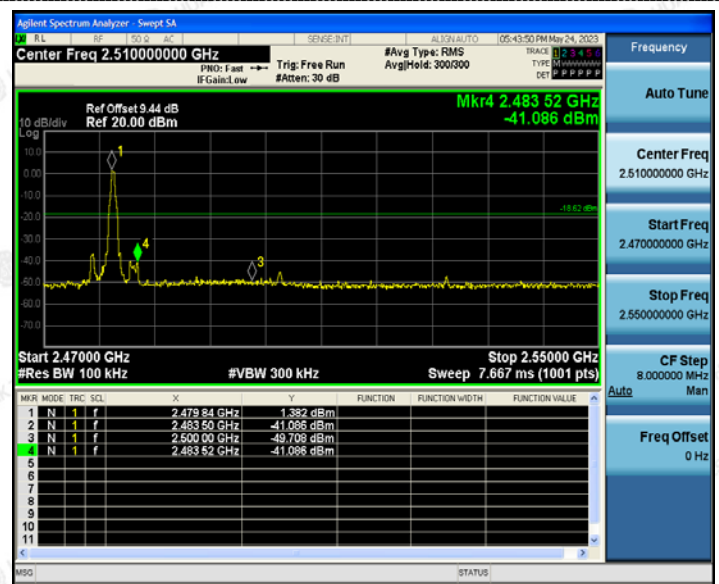 Agilent Spectrum Analyzer - Swept SA
RL RF 50 Ω AC SENSE:INT ALIGN AUTO 05:43:50 PM May 24, 2023
Center Freq 2.510000000 GHz
PNO: Fast
IFGain:Low
Trig: Free Run
#Atten: 30 dB
#Avg Type: RMS
Avg|Hold: 300/300
TRACE 1 2 3 4 5 6
TYPE M
DET P P P P P P
Frequency
Ref Offset 9.44 dB
Ref 20.00 dBm
10 dB/div
Log
Mkr4 2.483 52 GHz
-41.086 dBm
10.0
0.00
-10.0
-20.0
-30.0
-40.0
-50.0
-60.0
-70.0
1
4
3
-18.62 dBm
Start 2.47000 GHz Stop 2.55000 GHz
#Res BW 100 kHz #VBW 300 kHz Sweep 7.667 ms (1001 pts)
MKR MODE TRC SCL X Y FUNCTION FUNCTION WIDTH FUNCTION VALUE
1 N 1 f 2.479 84 GHz 1.382 dBm
2 N 1 f 2.483 50 GHz -41.086 dBm
3 N 1 f 2.500 00 GHz -49.708 dBm
4 N 1 f 2.483 52 GHz -41.086 dBm
5
6
7
8
9
10
11
MSG STATUS
Auto Tune
Center Freq
2.510000000 GHz
Start Freq
2.470000000 GHz
Stop Freq
2.550000000 GHz
CF Step
8.000000 MHz
Auto Man
Freq Offset
0 Hz